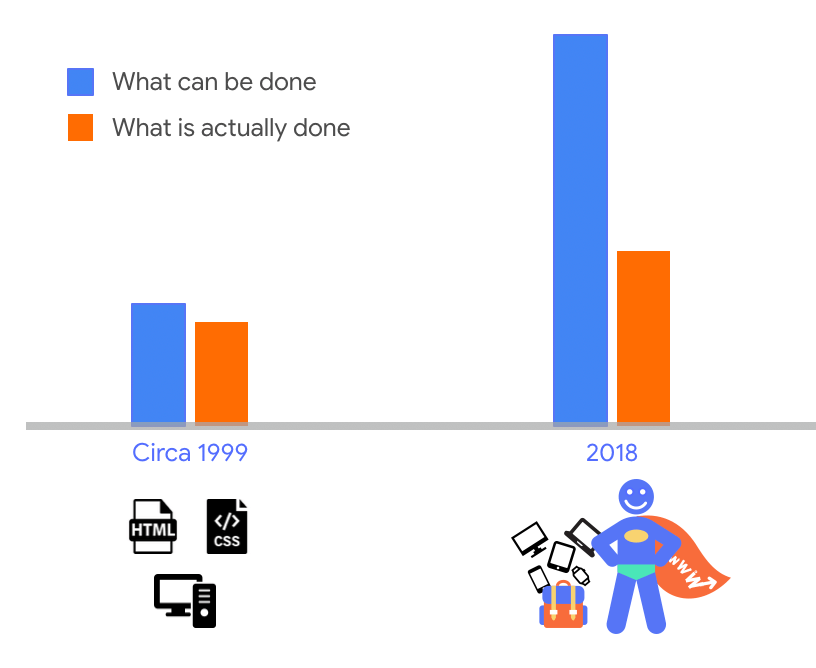 What can be done
What is actually done
Circa 1999
2018
HTML
CSS
WWW